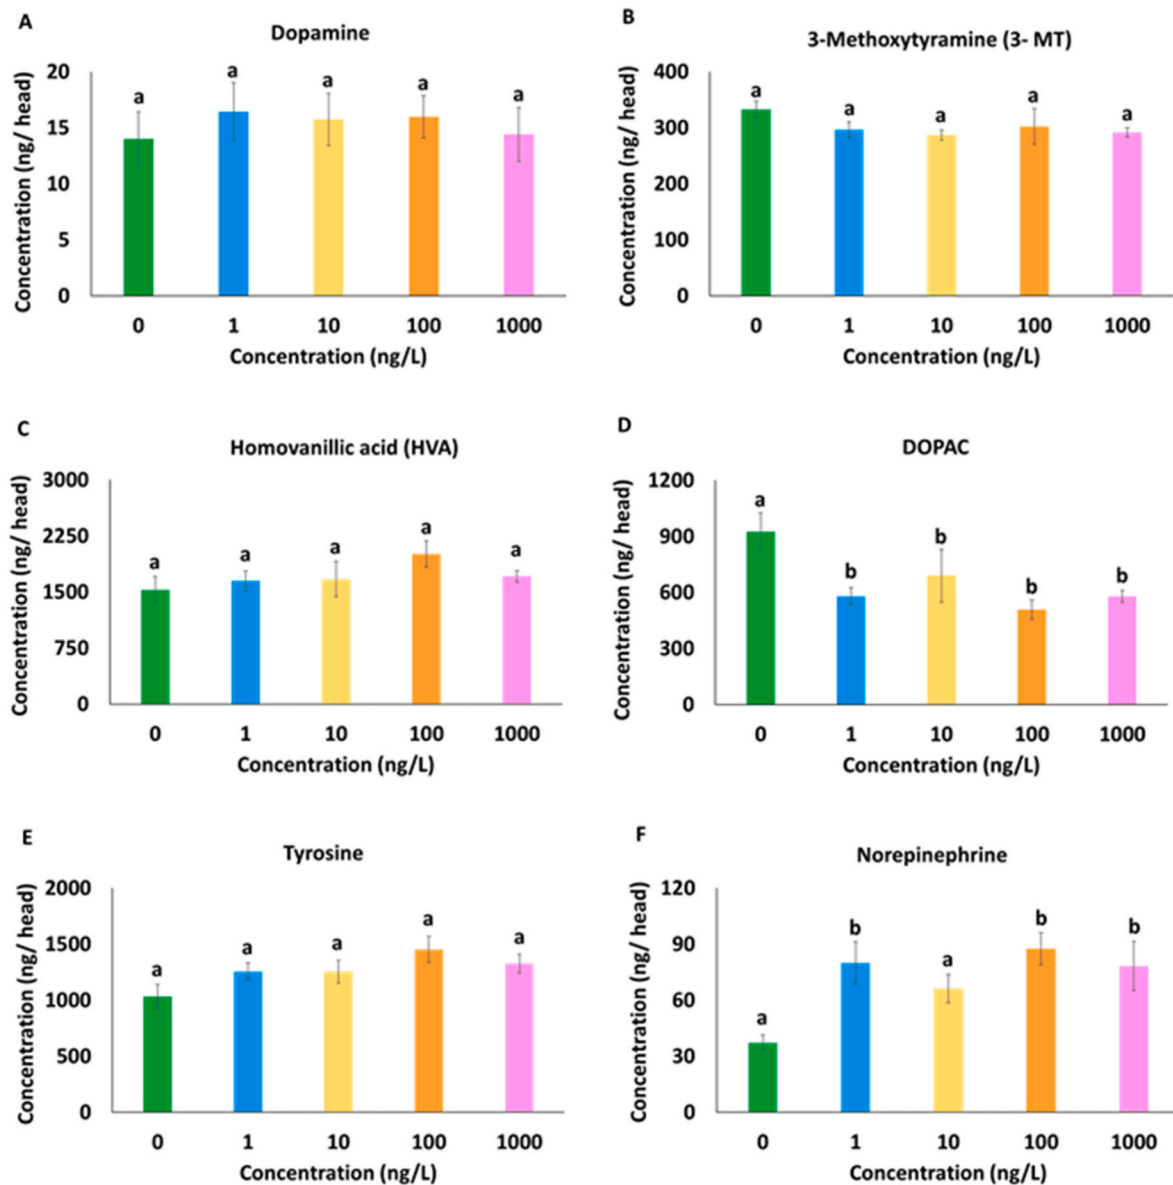 A
Dopamine
Concentration (ng/ head)
20
15
10
5
0
a
a
a
a
a
0 1 10 100 1000
Concentration (ng/L)
B
3-Methoxytyramine (3- MT)
Concentration (ng/ head)
400
300
200
100
0
a
a
a
a
a
0 1 10 100 1000
Concentration (ng/L)
C
Homovanillic acid (HVA)
Concentration (ng/ head)
3000
2250
1500
750
0
a
a
a
a
a
0 1 10 100 1000
Concentration (ng/L)
D
DOPAC
Concentration (ng/ head)
1200
900
600
300
0
a
b
b
b
b
0 1 10 100 1000
Concentration (ng/L)
E
Tyrosine
Concentration (ng/ head)
2000
1500
1000
500
0
a
a
a
a
a
0 1 10 100 1000
Concentration (ng/L)
F
Norepinephrine
Concentration (ng/ head)
120
90
60
30
0
a
b
a
b
b
0 1 10 100 1000
Concentration (ng/L)